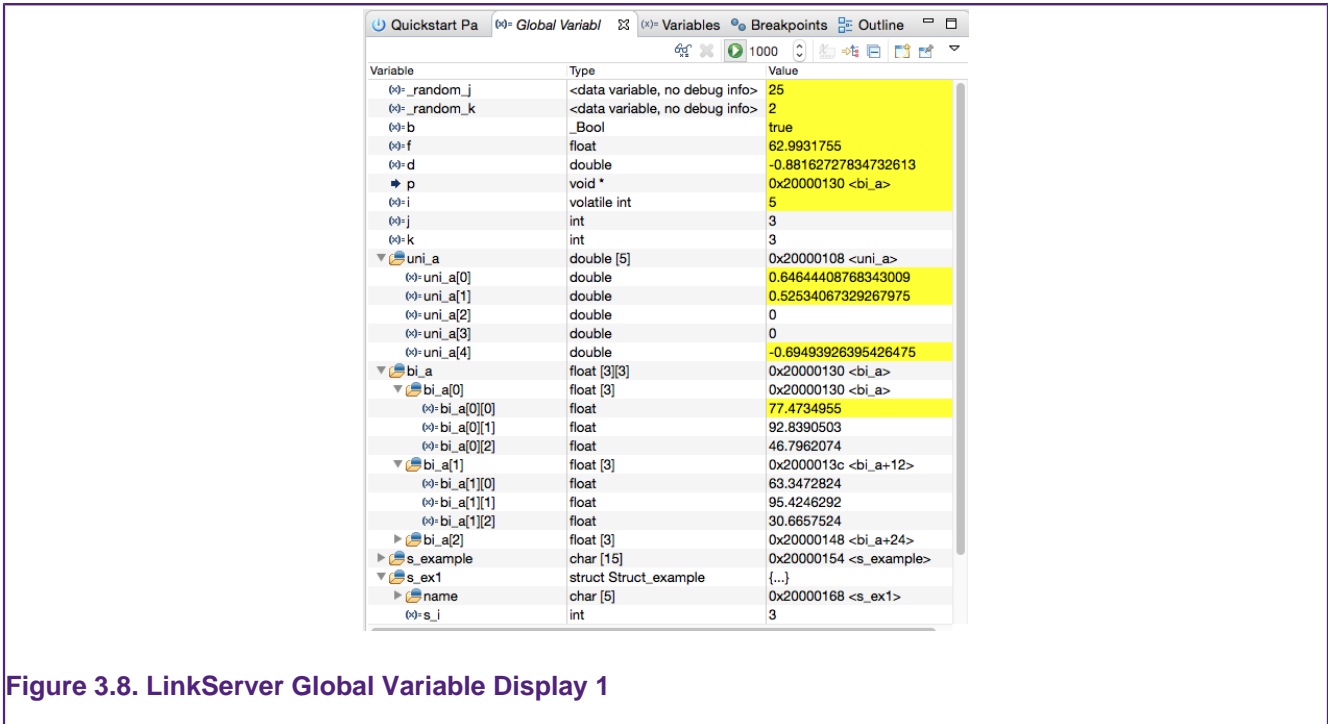 Quickstart Pa (x)= Global Variabl (x)= Variables Breakpoints Outline
1000
Variable Type Value
(x)= _random_j <data variable, no debug info> 25
(x)= _random_k <data variable, no debug info> 2
(x)= b _Bool true
(x)= f float 62.9931755
(x)= d double -0.88162727834732613
p void * 0x20000130 <bi_a>
(x)= i volatile int 5
(x)= j int 3
(x)= k int 3
uni_a double [5] 0x20000108 <uni_a>
(x)= uni_a[0] double 0.64644408768343009
(x)= uni_a[1] double 0.52534067329267975
(x)= uni_a[2] double 0
(x)= uni_a[3] double 0
(x)= uni_a[4] double -0.69493926395426475
bi_a float [3][3] 0x20000130 <bi_a>
bi_a[0] float [3] 0x20000130 <bi_a>
(x)= bi_a[0][0] float 77.4734955
(x)= bi_a[0][1] float 92.8390503
(x)= bi_a[0][2] float 46.7962074
bi_a[1] float [3] 0x2000013c <bi_a+12>
(x)= bi_a[1][0] float 63.3472824
(x)= bi_a[1][1] float 95.4246292
(x)= bi_a[1][2] float 30.6657524
bi_a[2] float [3] 0x20000148 <bi_a+24>
s_example char [15] 0x20000154 <s_example>
s_ex1 struct Struct_example {...}
name char [5] 0x20000168 <s_ex1>
(x)= s_i int 3
Figure 3.8. LinkServer Global Variable Display 1